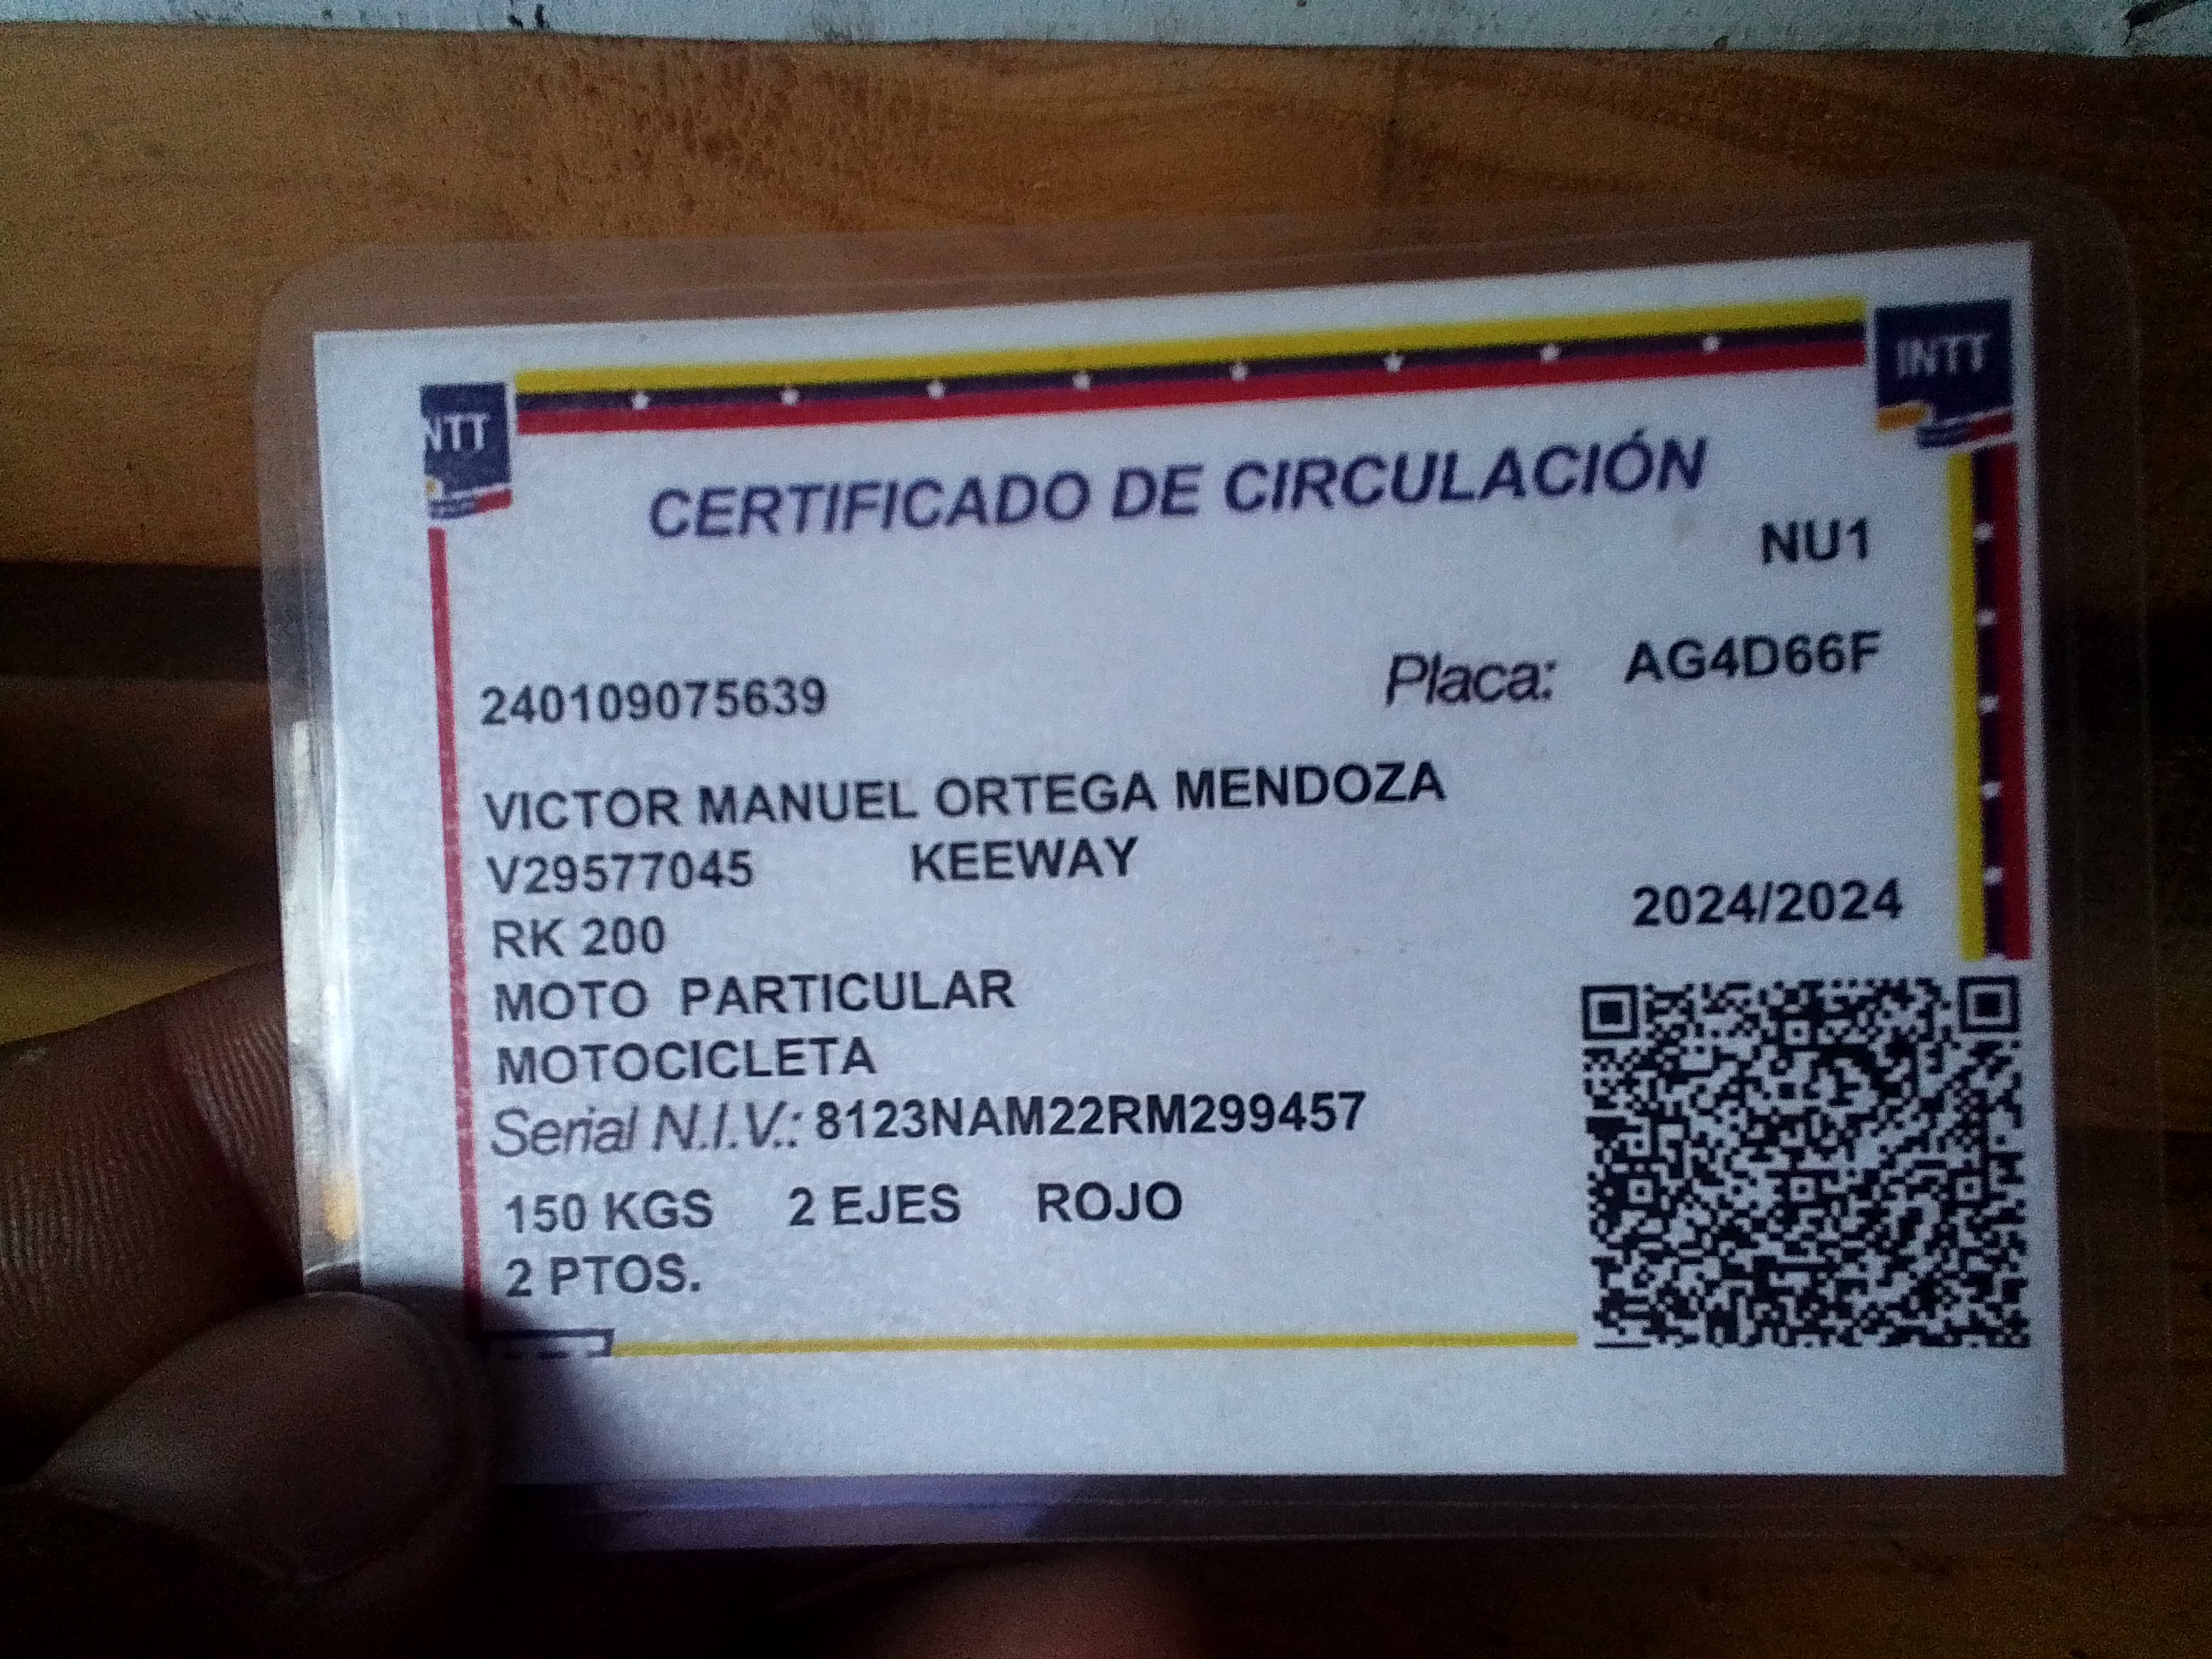 NTT
INTT
CERTIFICADO DE CIRCULACIÓN
NU1
240109075639 Placa: AG4D66F
VICTOR MANUEL ORTEGA MENDOZA
V29577045 KEEWAY
2024/2024
RK 200
MOTO PARTICULAR
MOTOCICLETA
Serial N.I.V.: 8123NAM22RM299457
150 KGS 2 EJES ROJO
2 PTOS.